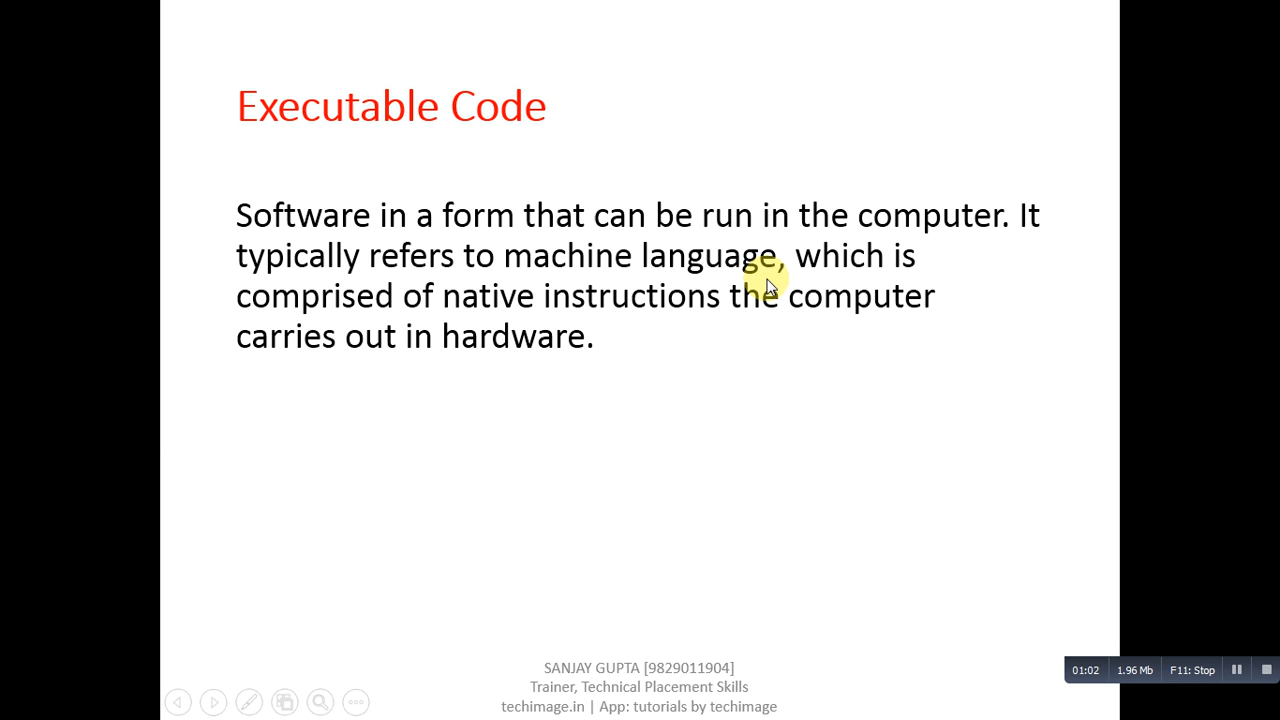 Executable Code
Software in a form that can be run in the computer. It
typically refers to machine language, which is
comprised of native instructions the computer
carries out in hardware.
SANJAY GUPTA [9829011904]
Trainer, Technical Placement Skills
techimage.in | App: tutorials by techimage
01:02 1.96 Mb F11: Stop